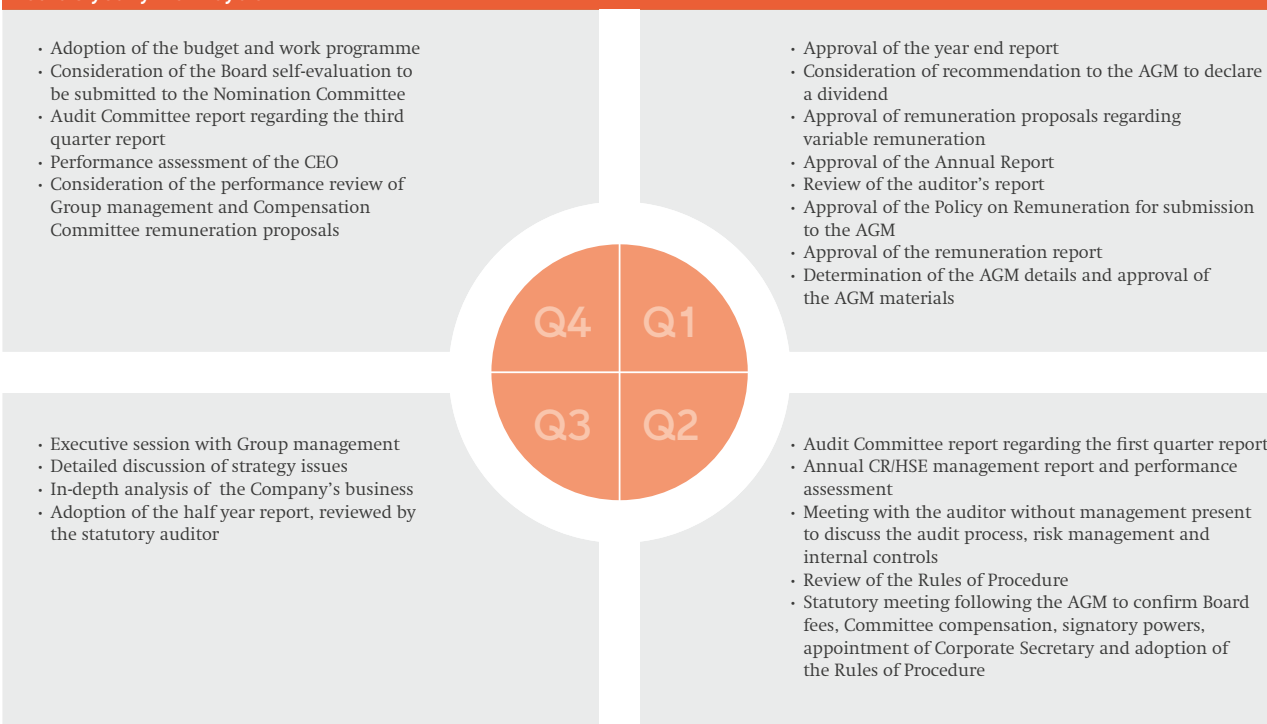 · Adoption of the budget and work programme
· Consideration of the Board self-evaluation to
be submitted to the Nomination Committee
· Audit Committee report regarding the third
quarter report
· Performance assessment of the CEO
· Consideration of the performance review of
Group management and Compensation
Committee remuneration proposals
· Approval of the year end report
· Consideration of recommendation to the AGM to declare
a dividend
· Approval of remuneration proposals regarding
variable remuneration
· Approval of the Annual Report
· Review of the auditor’s report
· Approval of the Policy on Remuneration for submission
to the AGM
· Approval of the remuneration report
· Determination of the AGM details and approval of
the AGM materials
Q4
Q1
Q3
Q2
· Executive session with Group management
· Detailed discussion of strategy issues
· In-depth analysis of  the Company’s business
· Adoption of the half year report, reviewed by
the statutory auditor
· Audit Committee report regarding the first quarter report
· Annual CR/HSE management report and performance
assessment
· Meeting with the auditor without management present
to discuss the audit process, risk management and
internal controls
· Review of the Rules of Procedure
· Statutory meeting following the AGM to confirm Board
fees, Committee compensation, signatory powers,
appointment of Corporate Secretary and adoption of
the Rules of Procedure